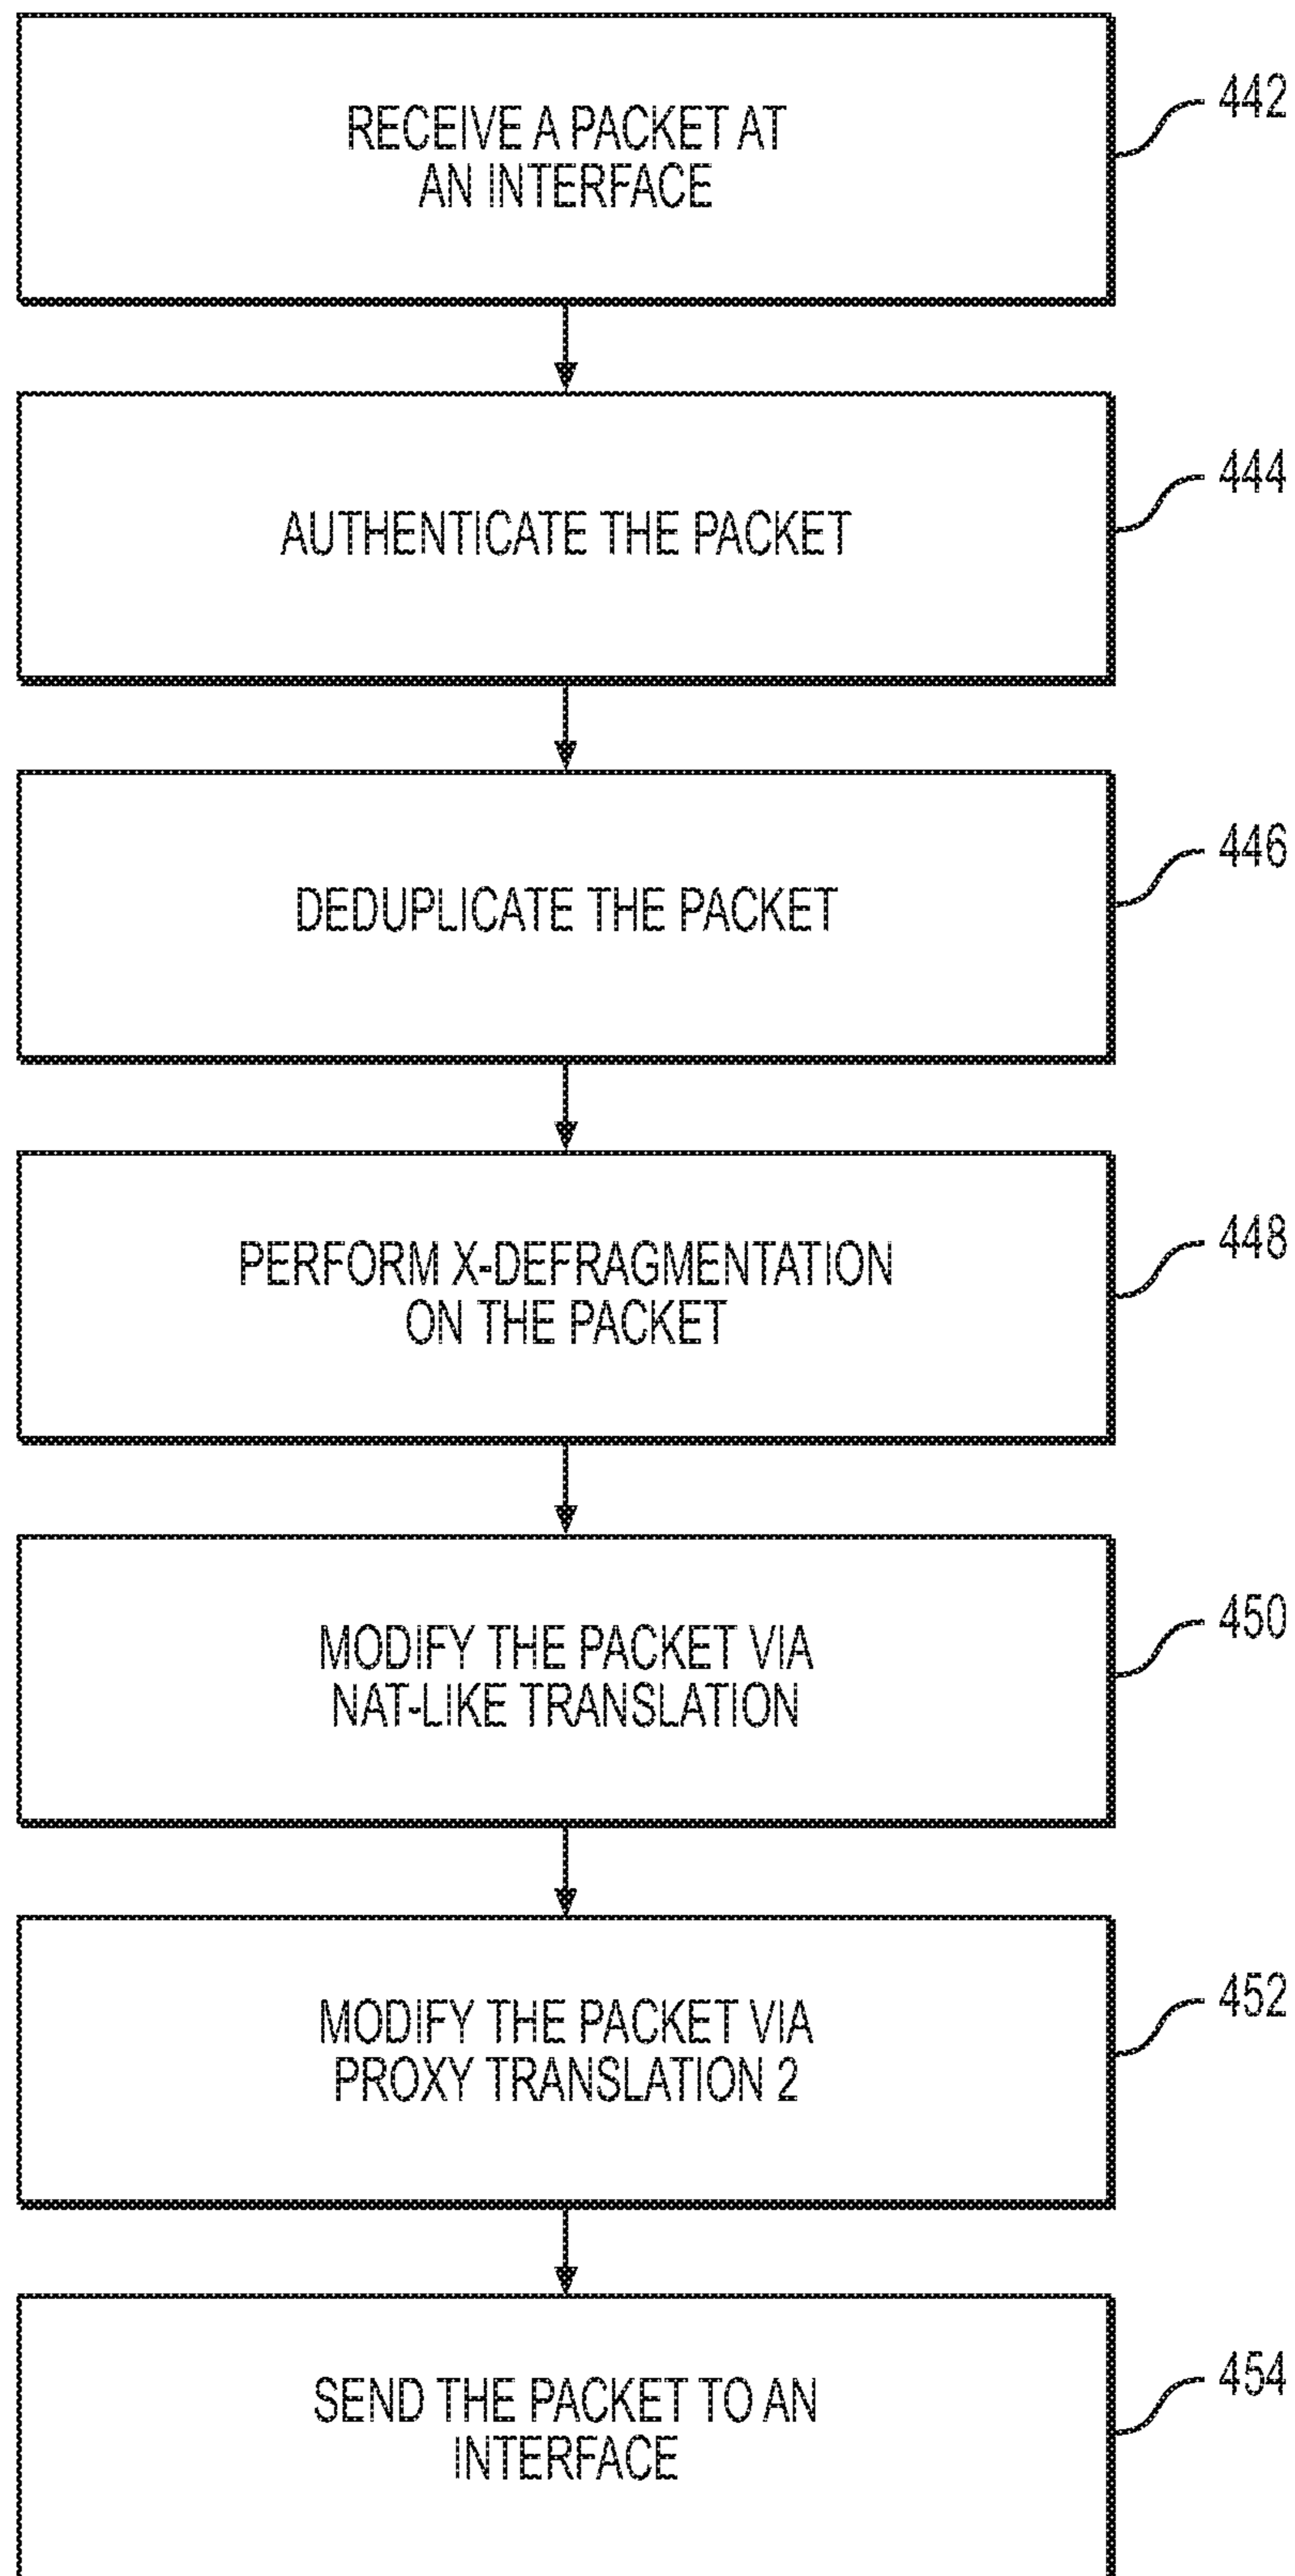 RECEIVE A PACKET AT
AN INTERFACE
442
AUTHENTICATE THE PACKET
444
DEDUPLICATE THE PACKET
446
PERFORM X-DEFRAGMENTATION
ON THE PACKET
448
MODIFY THE PACKET VIA
NAT-LIKE TRANSLATION
450
MODIFY THE PACKET VIA
PROXY TRANSLATION 2
452
SEND THE PACKET TO AN
INTERFACE
454